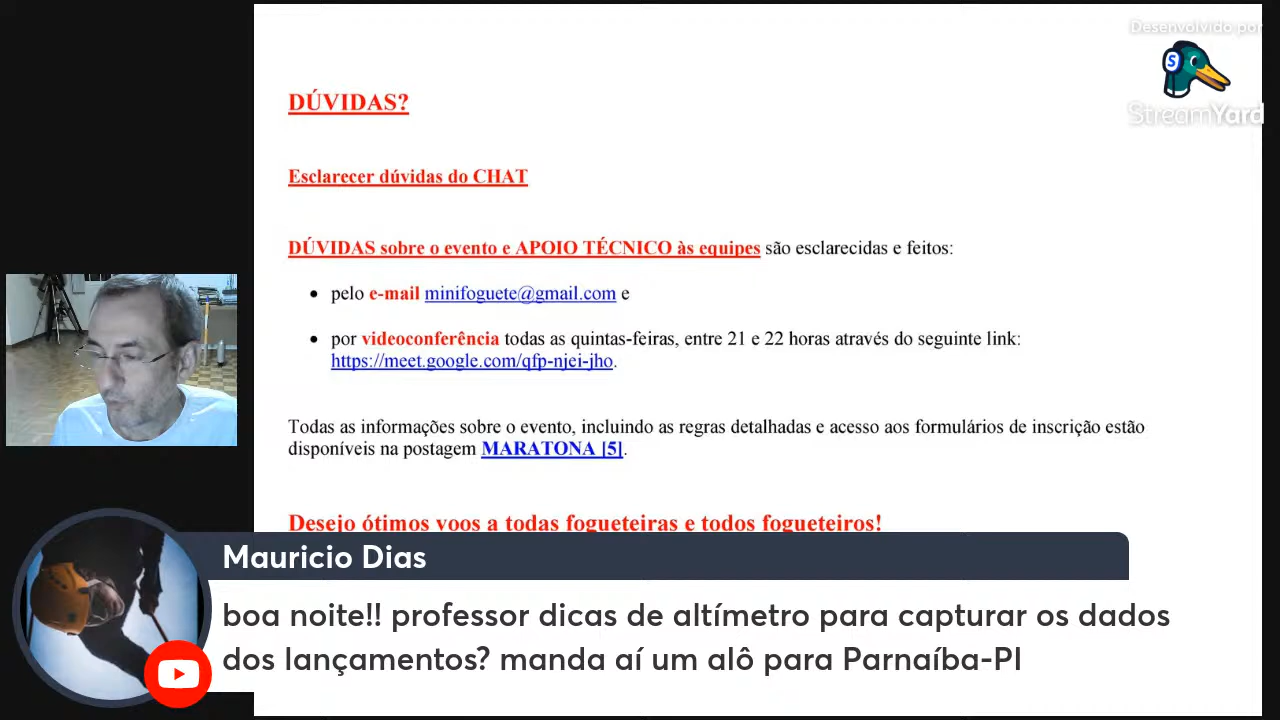 Desenvolvido por
S
StreamYard
DÚVIDAS?
Esclarecer dúvidas do CHAT
DÚVIDAS sobre o evento e APOIO TÉCNICO às equipes são esclarecidas e feitos:
• pelo e-mail minifoguete@gmail.com e
• por videoconferência todas as quintas-feiras, entre 21 e 22 horas através do seguinte link:
https://meet.google.com/qfp-njei-jho.
Todas as informações sobre o evento, incluindo as regras detalhadas e acesso aos formulários de inscrição estão
disponíveis na postagem MARATONA [5].
Desejo ótimos voos a todas fogueteiras e todos fogueteiros!
Mauricio Dias
boa noite!! professor dicas de altímetro para capturar os dados
dos lançamentos? manda aí um alô para Parnaíba-PI